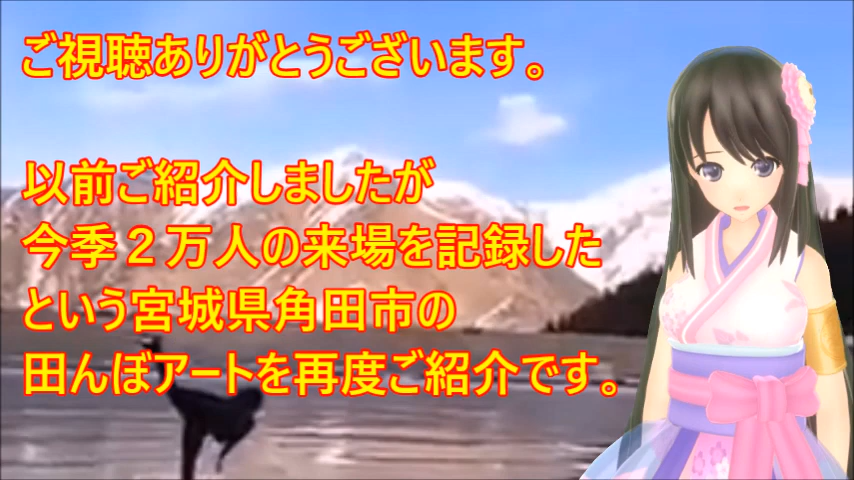 ご視聴ありがとうございます。
以前ご紹介しましたが
今季２万人の来場を記録した
という宮城県角田市の
田んぼアートを再度ご紹介です。